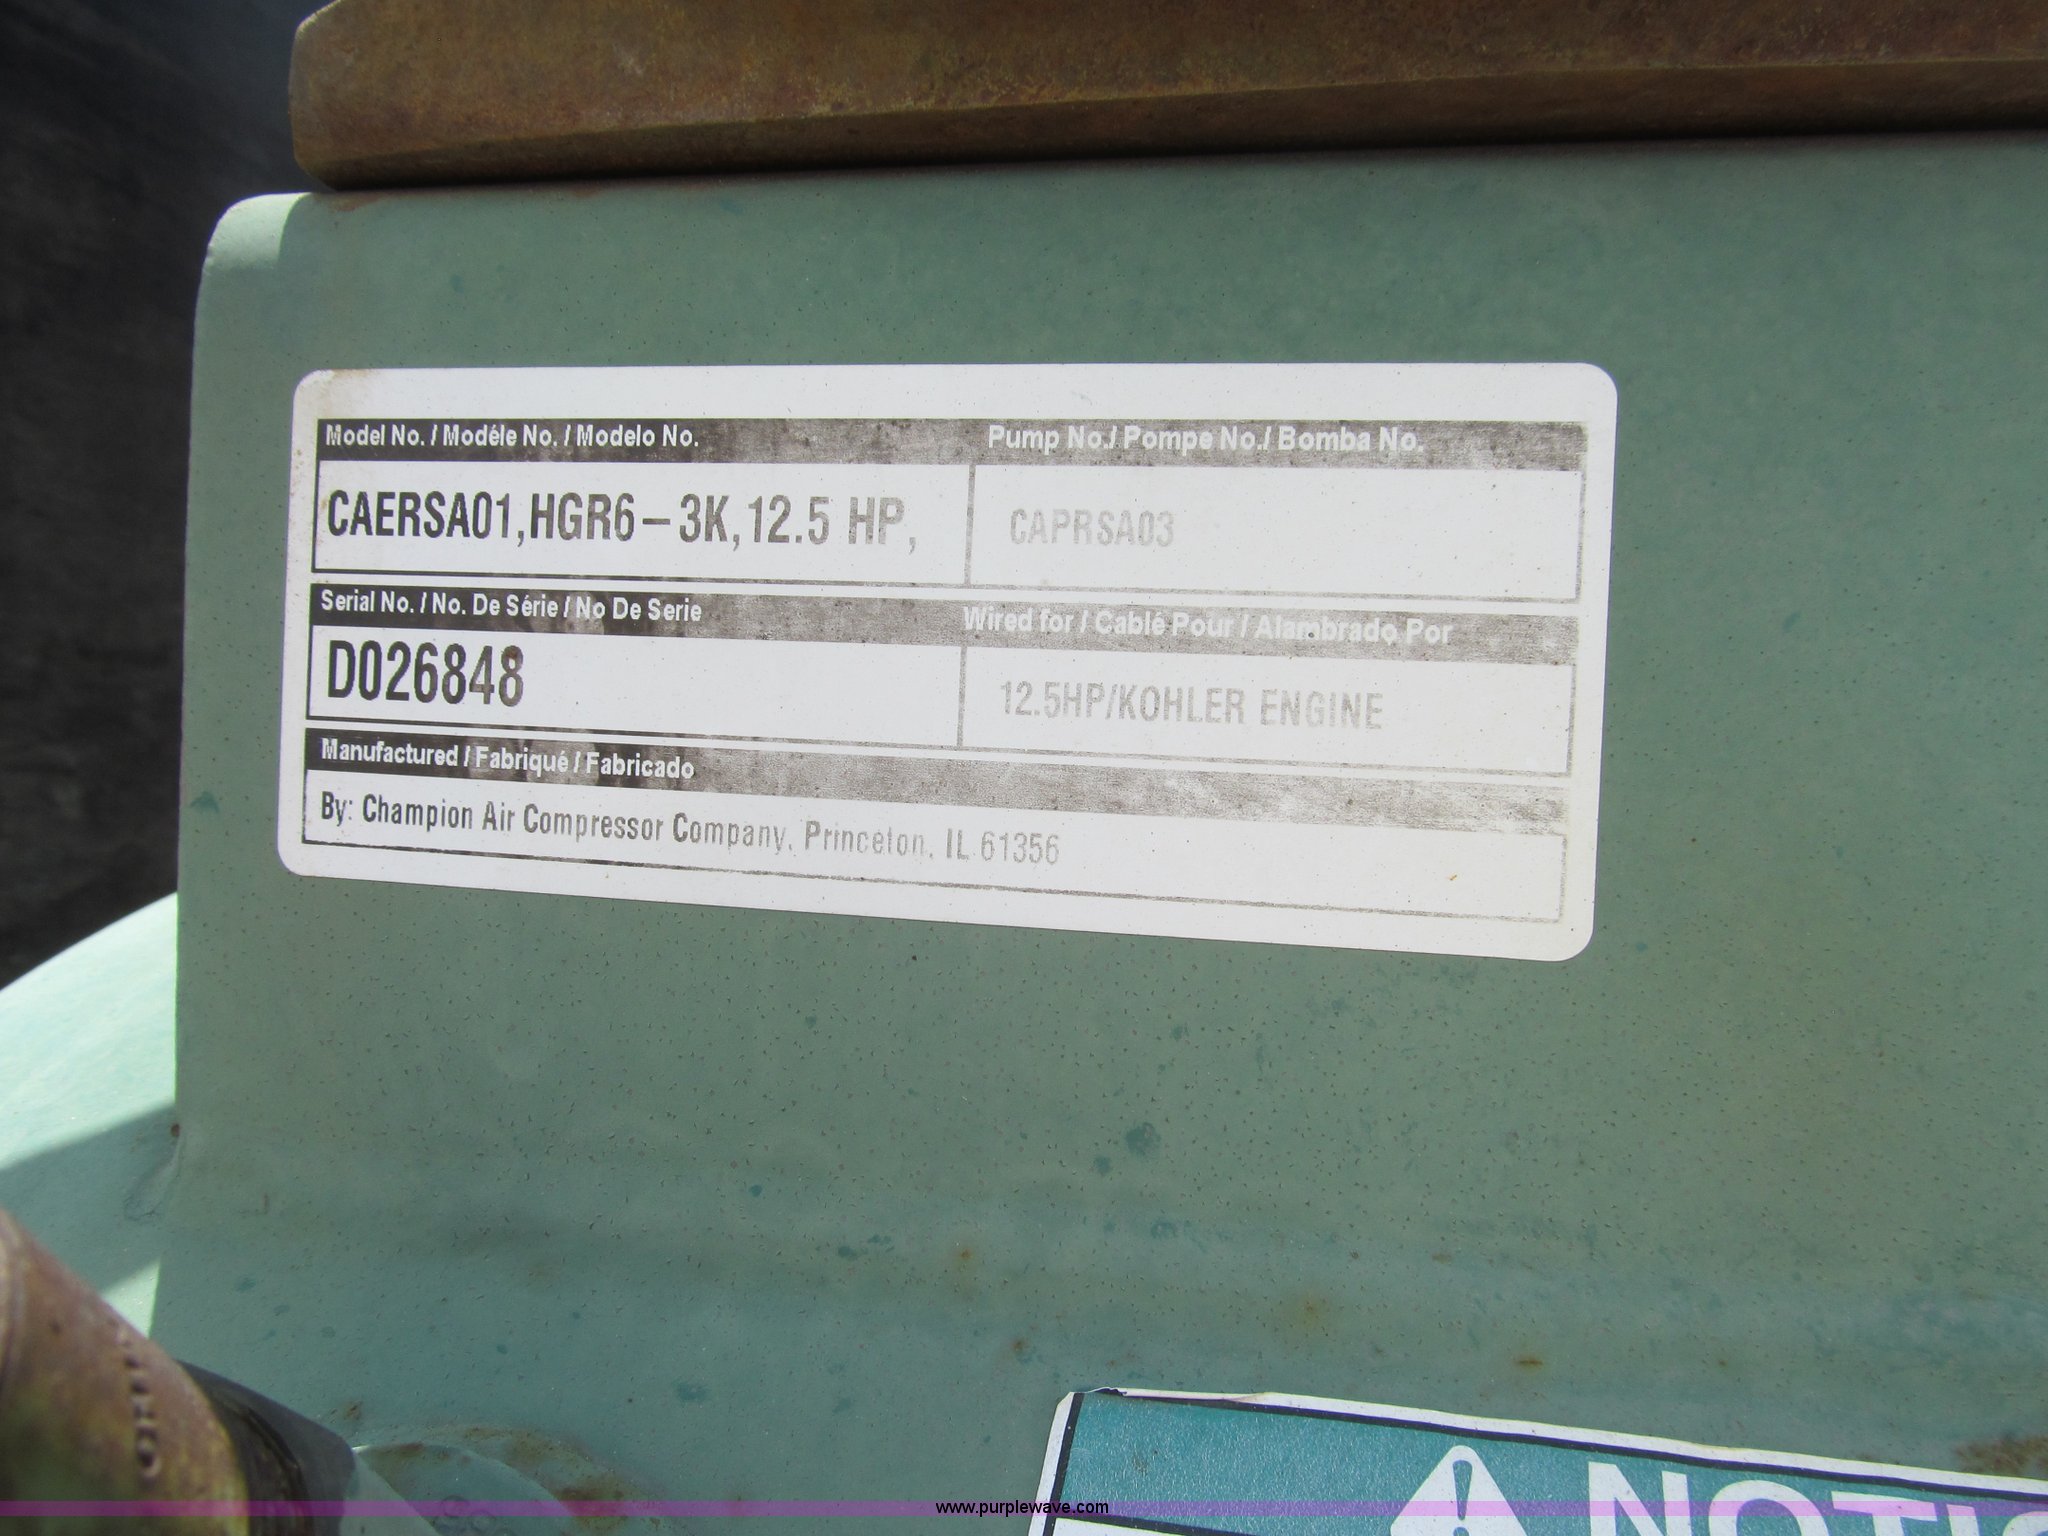 Model No. / Modéle No. / Modelo No. Pump No./ Pompe No./ Bomba No.
CAERSA01,HGR6-3K,12.5 HP, CAPRSA03
Serial No. / No. De Série / No De Serie Wired for / Cablé Pour / Alambrado Por
D026848 12.5HP/KOHLER ENGINE
Manufactured / Fabriqué / Fabricado
By: Champion Air Compressor Company. Princeton, IL 61356
www.purplewave.com